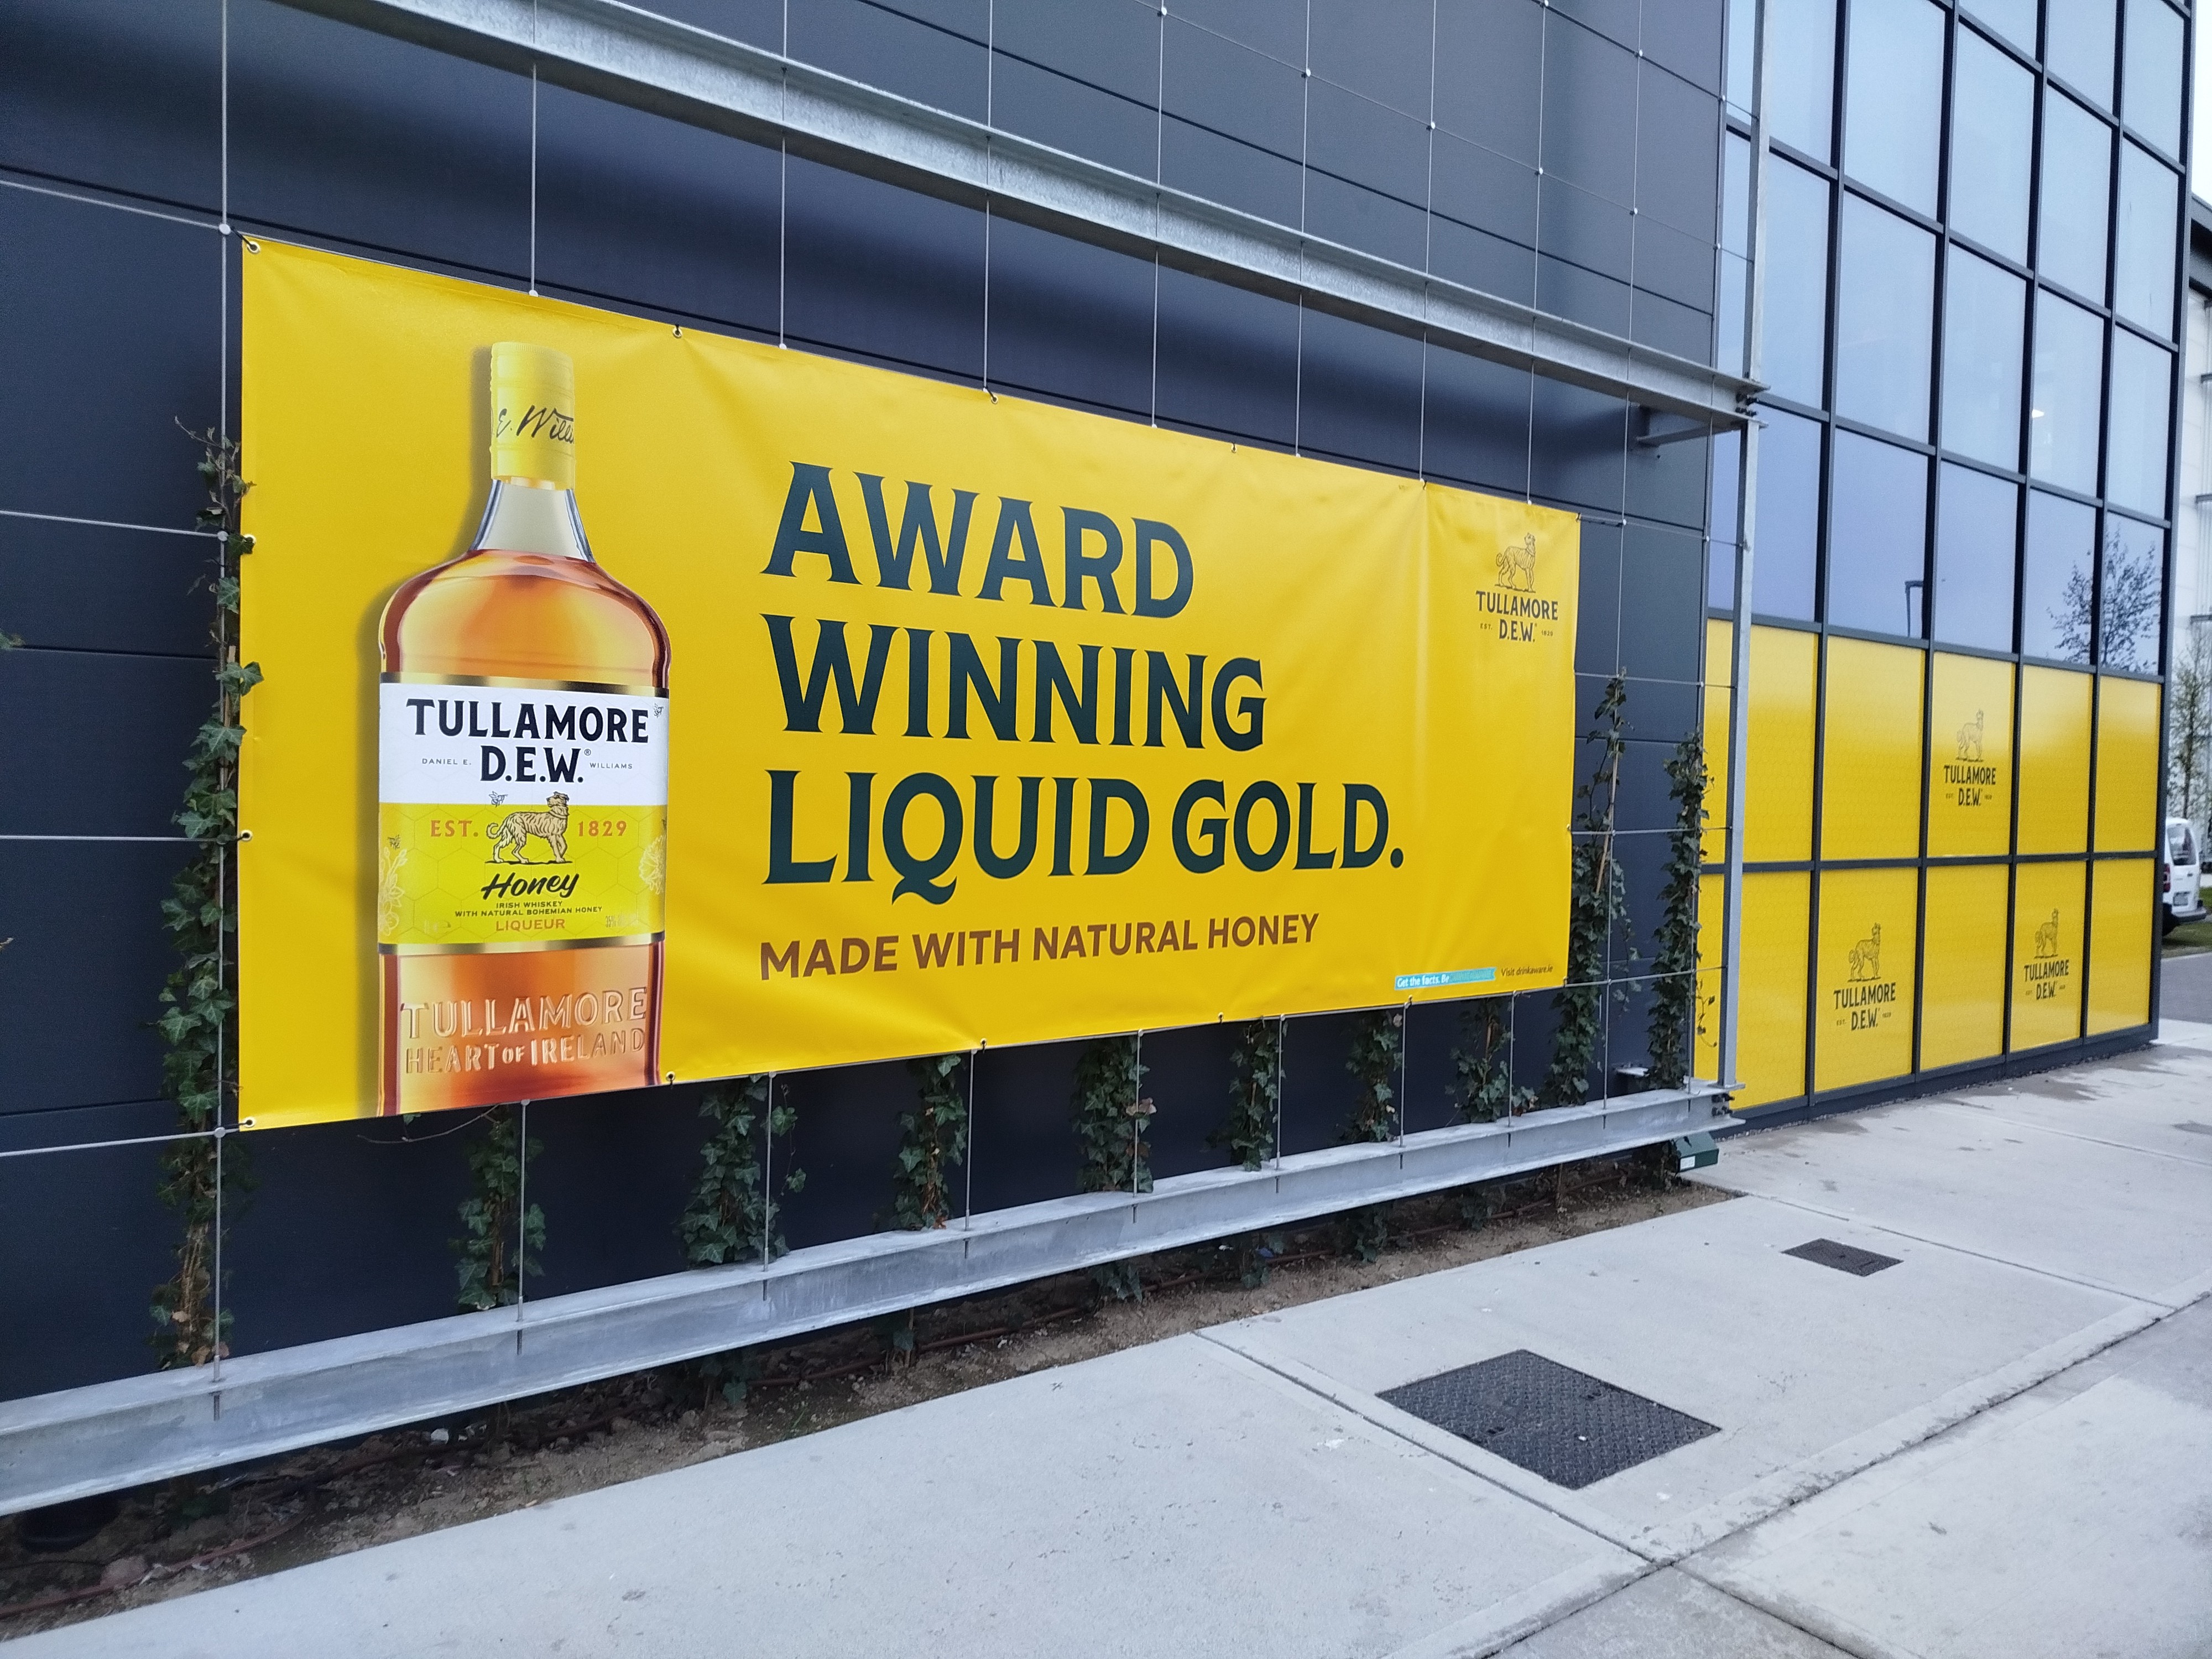 E. Will
TULLAMORE
D.E.W.®
DANIEL E. WILLIAMS
EST. 1829
Honey
IRISH WHISKEY
WITH NATURAL BOHEMIAN HONEY
LIQUEUR
TULLAMORE
HEART OF IRELAND
AWARD
WINNING
LIQUID GOLD.
MADE WITH NATURAL HONEY
TULLAMORE
EST. D.E.W. 1829
Get the facts. Be
Visit drinkaware.ie
TULLAMORE
D.E.W.
TULLAMORE
EST. D.E.W. 1829
TULLAMORE
D.E.W.